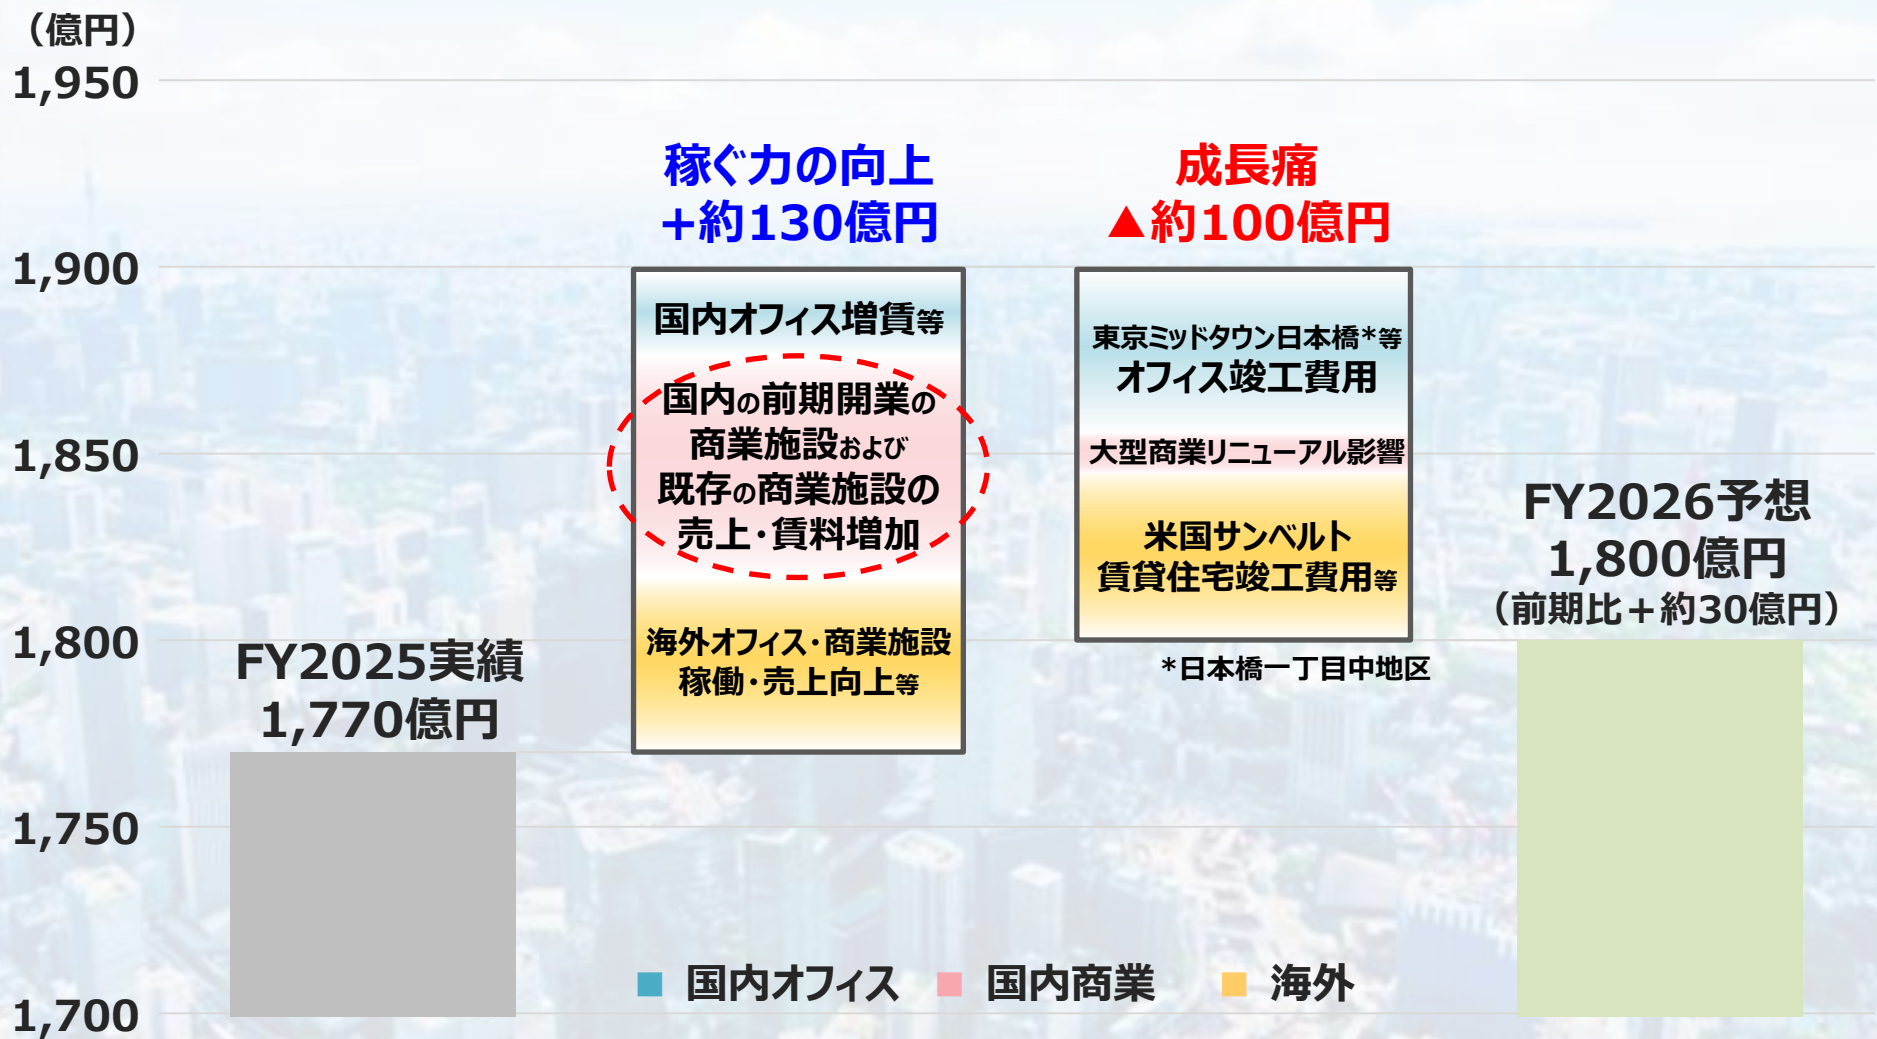 （億円）
1,950
1,900
1,850
1,800
1,750
1,700
FY2025実績
1,770億円
稼ぐ力の向上
+約130億円
国内オフィス増賃等
国内の前期開業の
商業施設および
既存の商業施設の
売上・賃料増加
海外オフィス・商業施設
稼働・売上向上等
成長痛
▲約100億円
東京ミッドタウン日本橋*等
オフィス竣工費用
大型商業リニューアル影響
米国サンベルト
賃貸住宅竣工費用等
*日本橋一丁目中地区
FY2026予想
1,800億円
（前期比＋約30億円）
国内オフィス
国内商業
海外